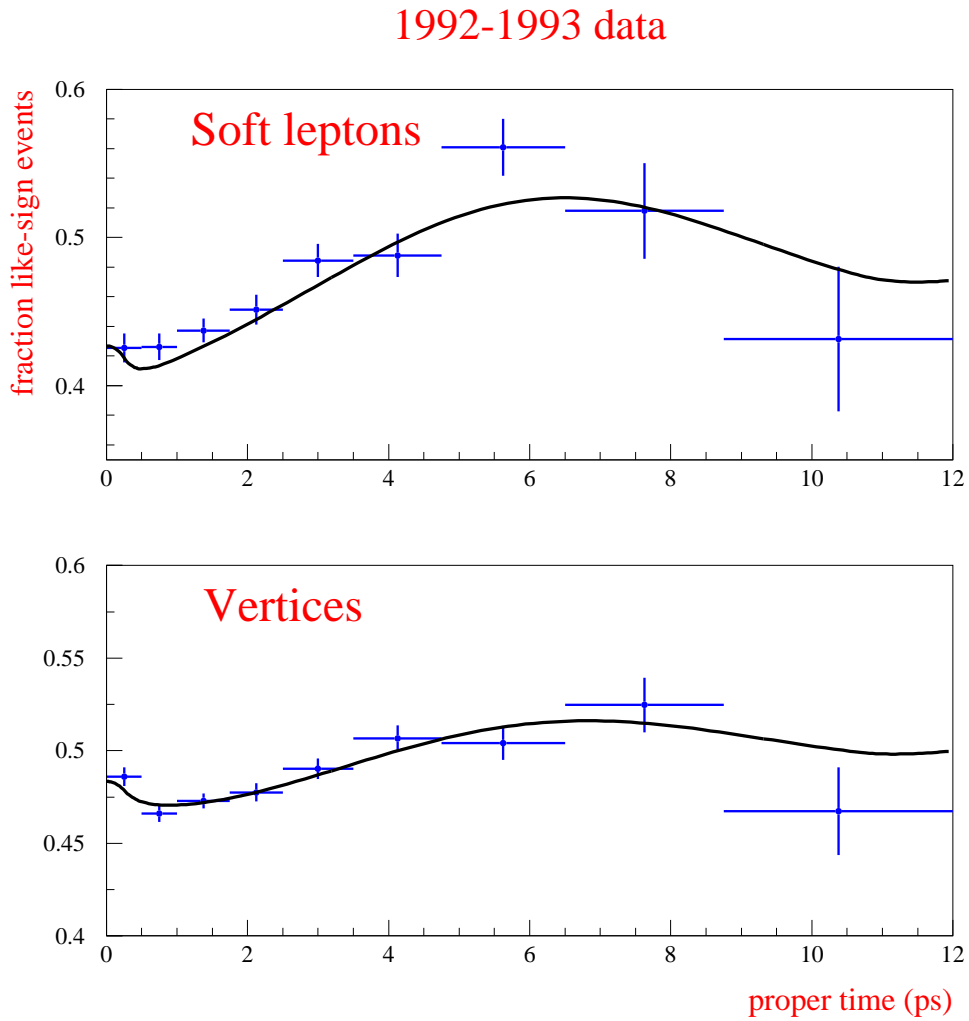 1992-1993 data
fraction like-sign events
0.6
Soft leptons
0.5
0.4
0 2 4 6 8 10 12
0.6
Vertices
0.55
0.5
0.45
0.4
0 2 4 6 8 10 12
proper time (ps)